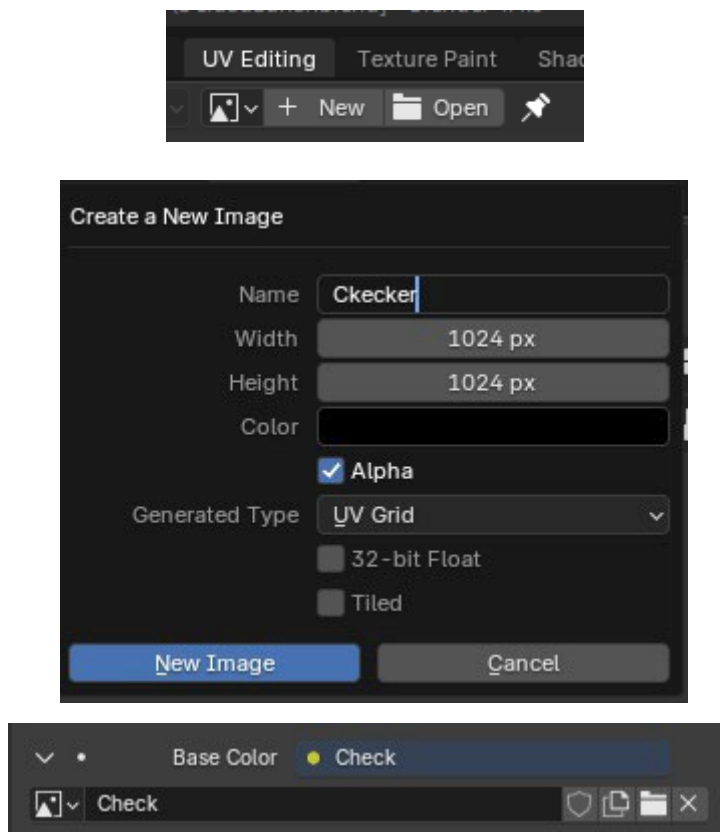 UV Editing Texture Paint
New Open
Create a New Image
Name Ckecker
Width 1024 px
Height 1024 px
Color
Alpha
Generated Type UV Grid
32-bit Float
Tiled
New Image Cancel
Base Color Check
Check